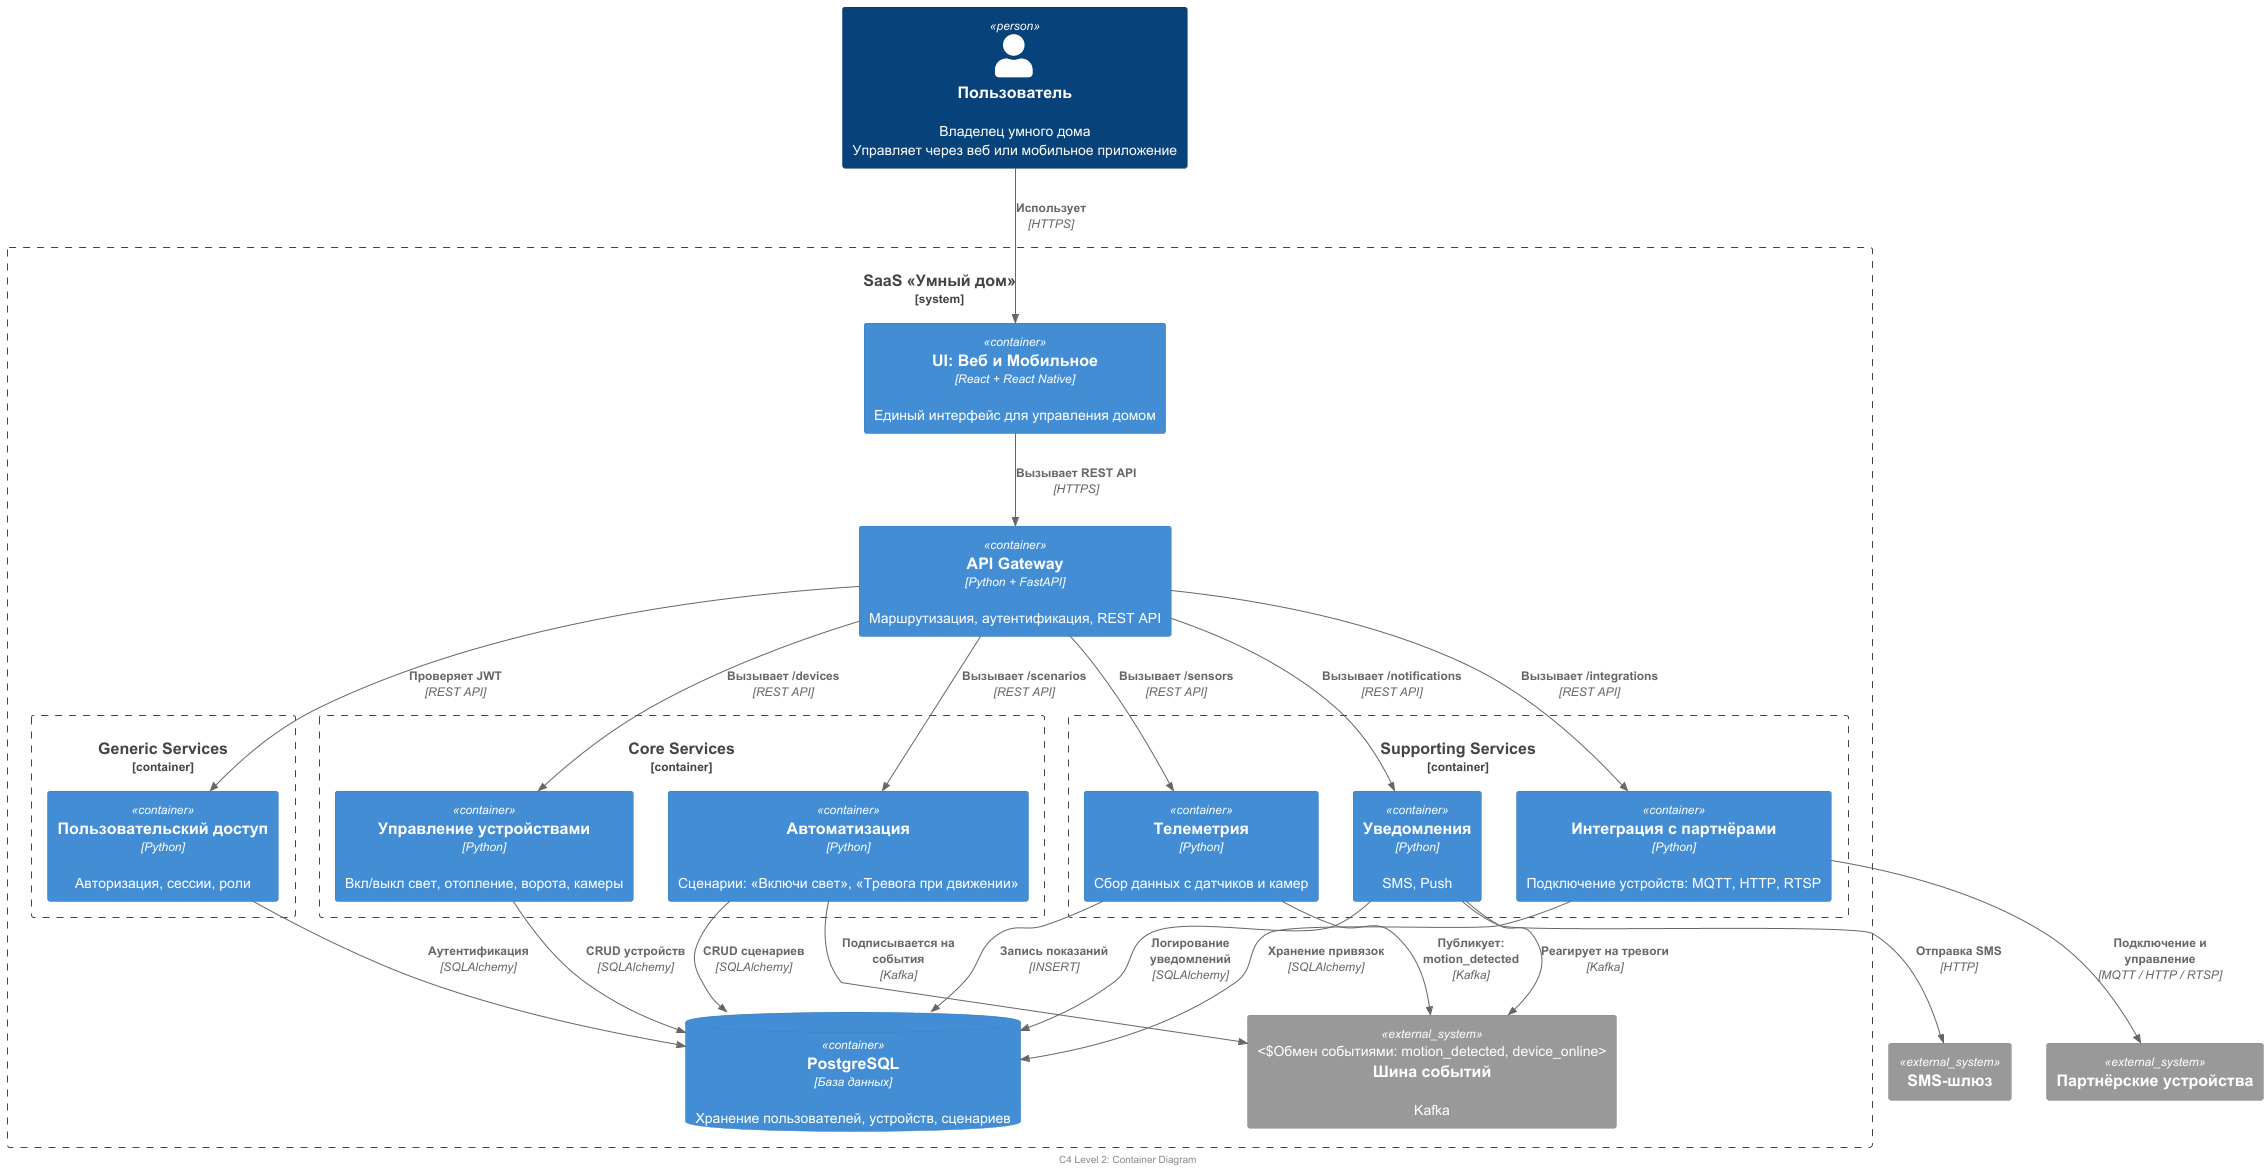 «person»
Пользователь
Владелец умного дома
Управляет через веб или мобильное приложение
Использует
[HTTPS]
SaaS «Умный дом»
[system]
«container»
UI: Веб и Мобильное
[React + React Native]
Единый интерфейс для управления домом
Вызывает REST API
[HTTPS]
«container»
API Gateway
[Python + FastAPI]
Маршрутизация, аутентификация, REST API
Проверяет JWT
[REST API]
Вызывает /devices
[REST API]
Вызывает /scenarios
[REST API]
Вызывает /sensors
[REST API]
Вызывает /notifications
[REST API]
Вызывает /integrations
[REST API]
Generic Services
[container]
«container»
Пользовательский доступ
[Python]
Авторизация, сессии, роли
Core Services
[container]
«container»
Управление устройствами
[Python]
Вкл/выкл свет, отопление, ворота, камеры
«container»
Автоматизация
[Python]
Сценарии: «Включи свет», «Тревога при движении»
Supporting Services
[container]
«container»
Телеметрия
[Python]
Сбор данных с датчиков и камер
«container»
Уведомления
[Python]
SMS, Push
«container»
Интеграция с партнёрами
[Python]
Подключение устройств: MQTT, HTTP, RTSP
Аутентификация
[SQLAlchemy]
CRUD устройств
[SQLAlchemy]
CRUD сценариев
[SQLAlchemy]
Подписывается на
события
[Kafka]
Запись показаний
[INSERT]
Логирование
уведомлений
[SQLAlchemy]
Хранение привязок
[SQLAlchemy]
Публикует:
motion_detected
[Kafka]
Реагирует на тревоги
[Kafka]
Отправка SMS
[HTTP]
Подключение и
управление
[MQTT / HTTP / RTSP]
«container»
PostgreSQL
[База данных]
Хранение пользователей, устройств, сценариев
«external_system»
<$Обмен событиями: motion_detected, device_online>
Шина событий
Kafka
«external_system»
SMS-шлюз
«external_system»
Партнёрские устройства
C4 Level 2: Container Diagram